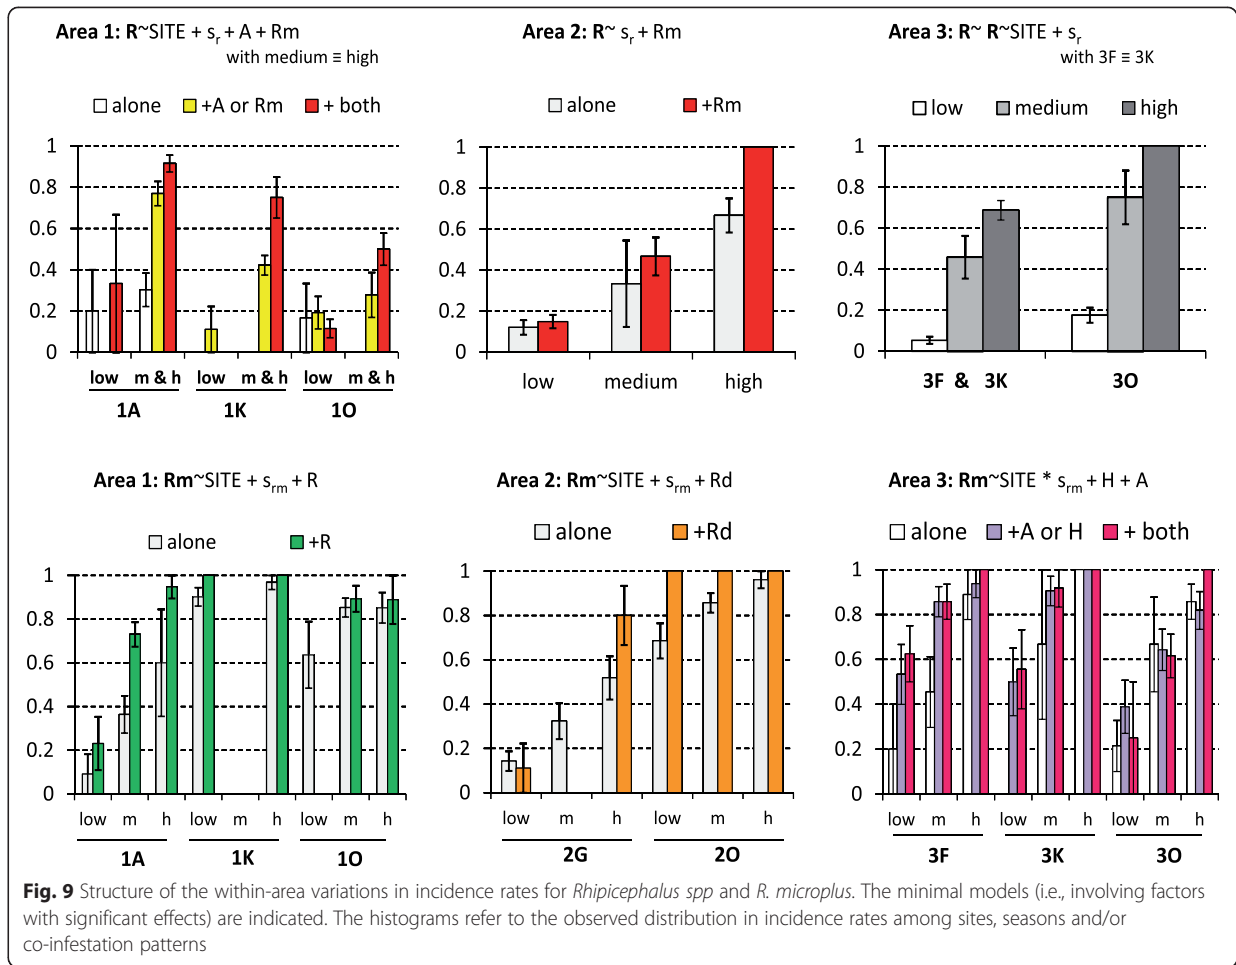 Area 1: R~SITE + sr + A + Rm
with medium ≡ high
alone +A or Rm + both
1
0.8
0.6
0.4
0.2
0
low m & h low m & h low m & h
1A 1K 1O
Area 2: R~ sr + Rm
alone +Rm
1
0.8
0.6
0.4
0.2
0
low medium high
Area 3: R~ R~SITE + sr
with 3F ≡ 3K
low medium high
1
0.8
0.6
0.4
0.2
0
3F & 3K 3O
Area 1: Rm~SITE + srm + R
alone +R
1
0.8
0.6
0.4
0.2
0
low m h low m h low m h
1A 1K 1O
Area 2: Rm~SITE + srm + Rd
alone +Rd
1
0.8
0.6
0.4
0.2
0
low m h low m h
2G 2O
Area 3: Rm~SITE * srm + H + A
alone +A or H + both
1
0.8
0.6
0.4
0.2
0
low m h low m h low m h
3F 3K 3O
Fig. 9 Structure of the within-area variations in incidence rates for Rhipicephalus spp and R. microplus. The minimal models (i.e., involving factors
with significant effects) are indicated. The histograms refer to the observed distribution in incidence rates among sites, seasons and/or
co-infestation patterns